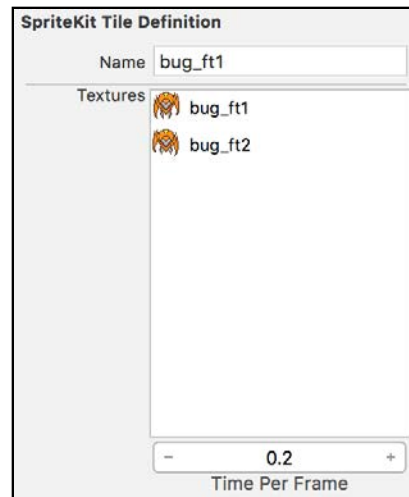 SpriteKit Tile Definition
Name bug_ft1
Textures bug_ft1
bug_ft2
− 0.2 +
Time Per Frame